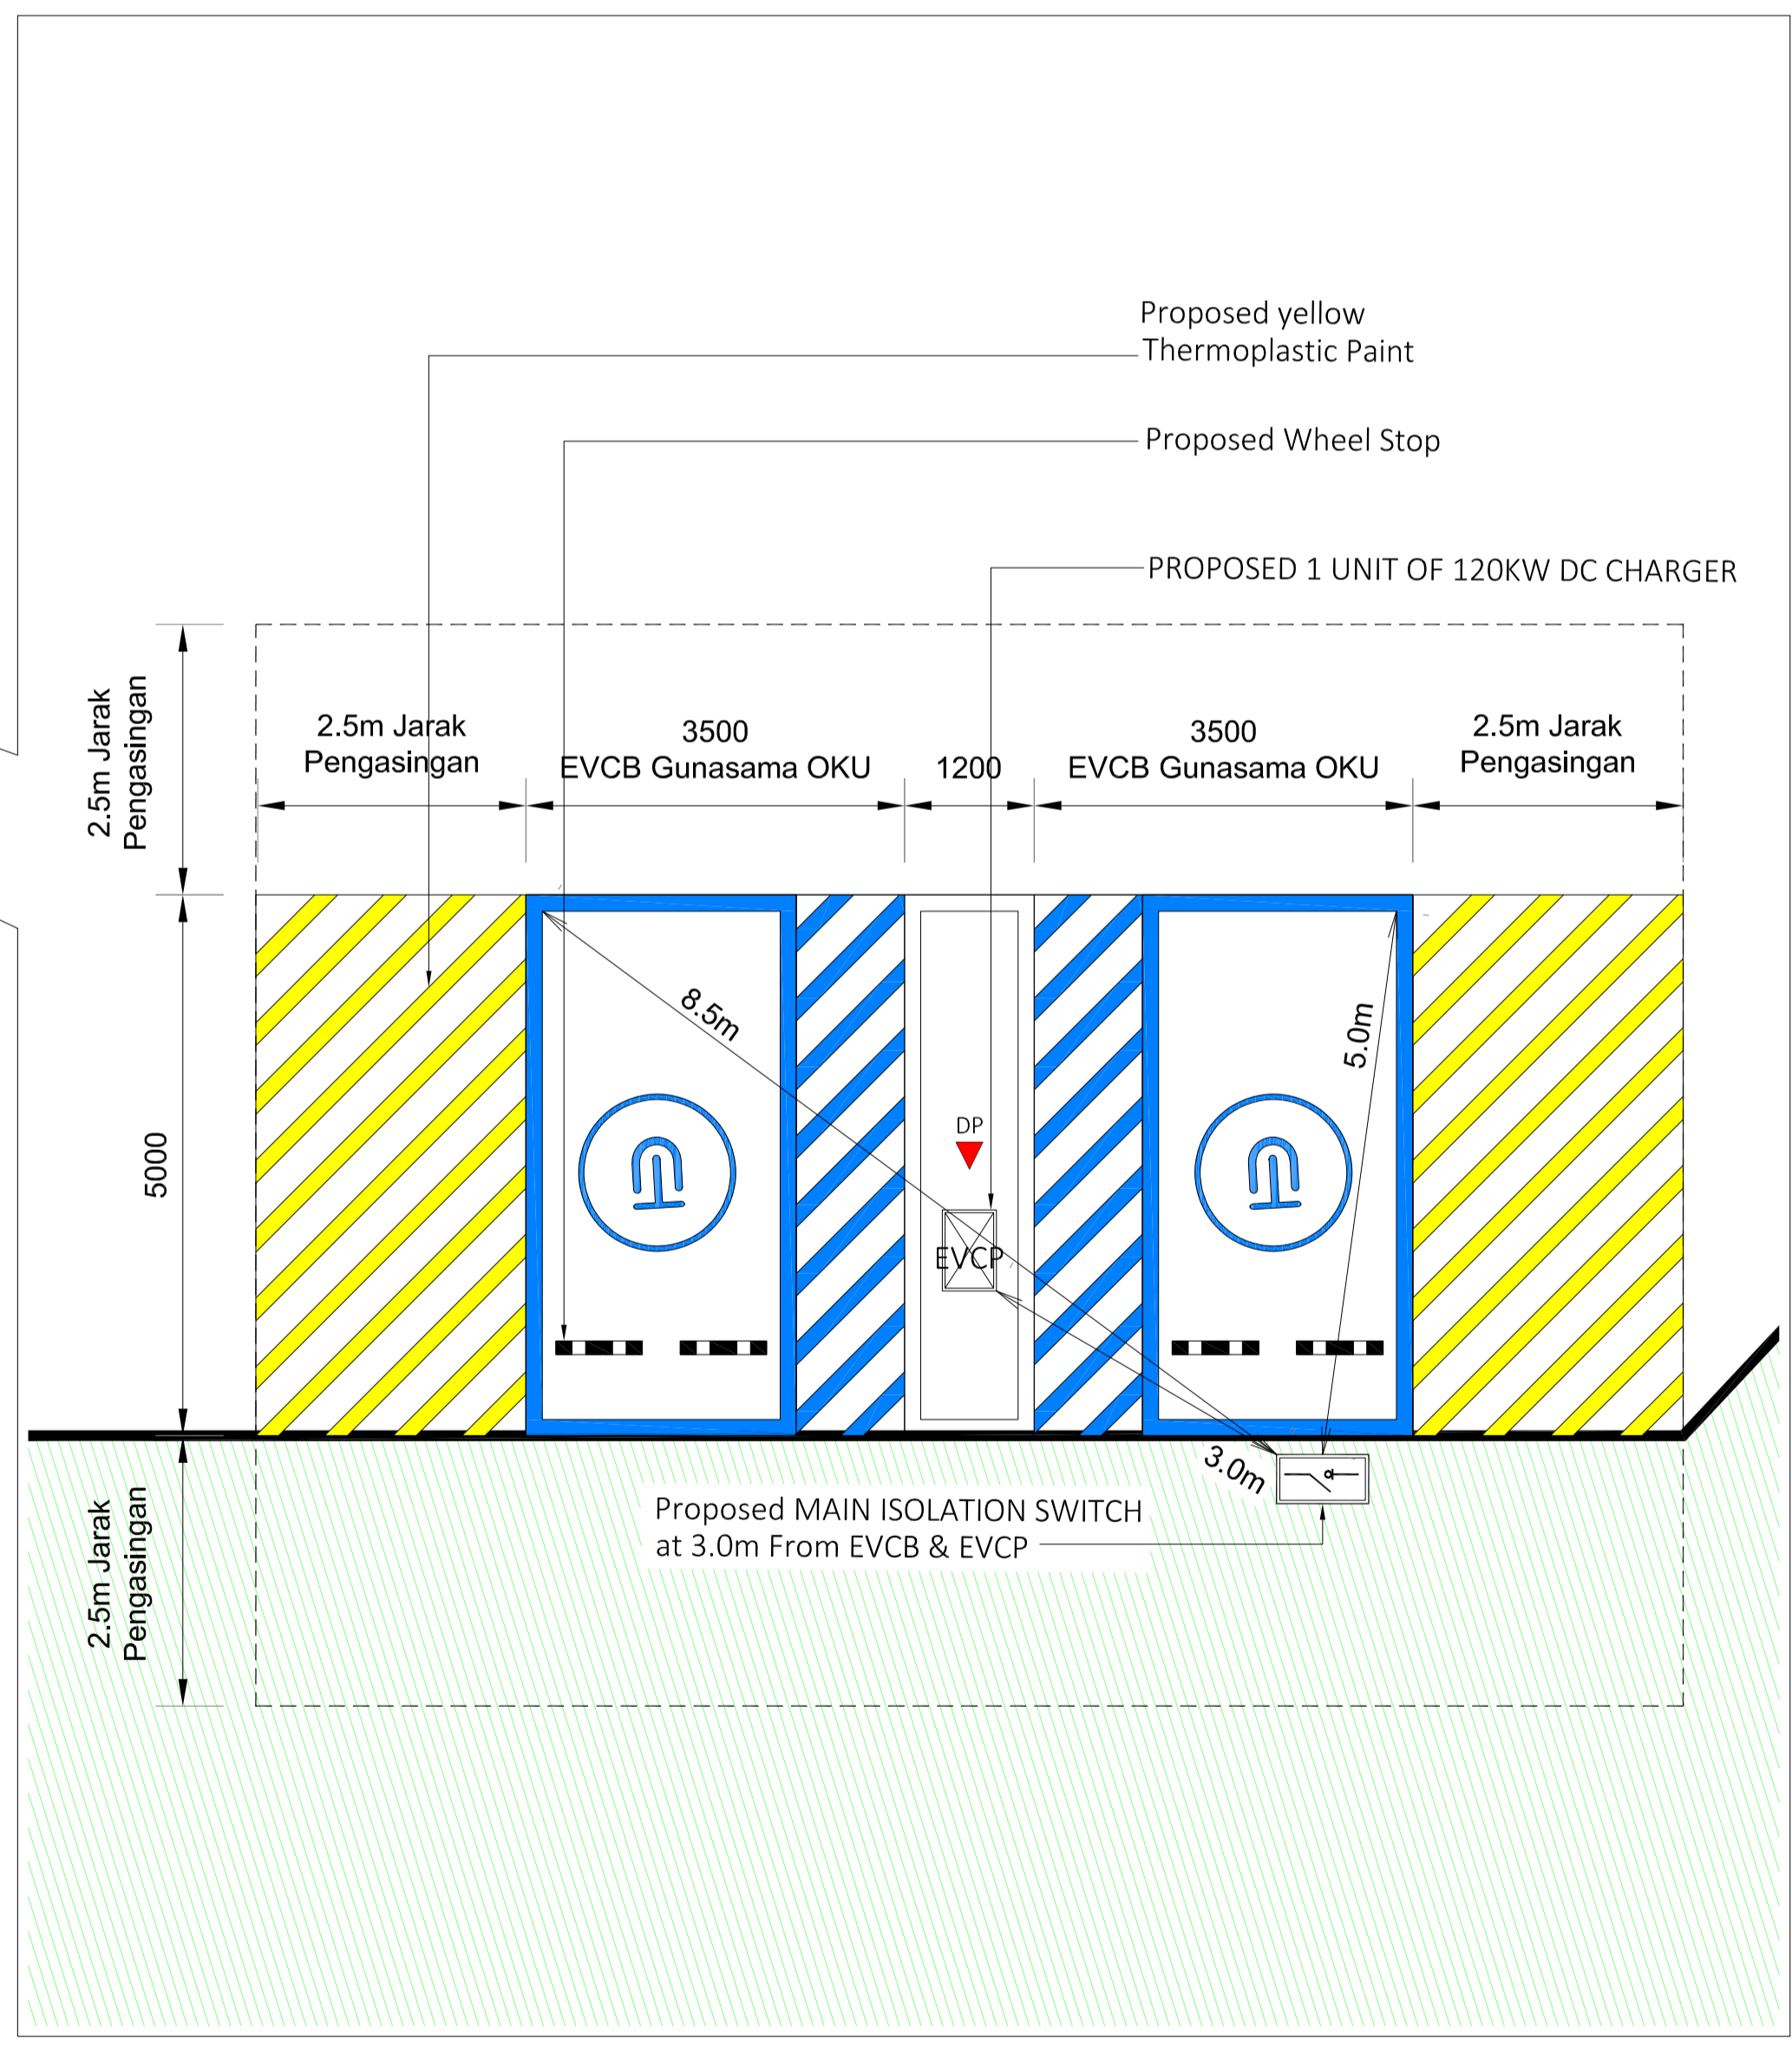 Proposed yellow
Thermoplastic Paint
Proposed Wheel Stop
PROPOSED 1 UNIT OF 120KW DC CHARGER
2.5m Jarak
Pengasingan
2.5m Jarak
Pengasingan
3500
EVCB Gunasama OKU
1200
3500
EVCB Gunasama OKU
2.5m Jarak
Pengasingan
8.5m
5.0m
DP
5000
EVCP
3.0m
Proposed MAIN ISOLATION SWITCH
at 3.0m From EVCB & EVCP
2.5m Jarak
Pengasingan